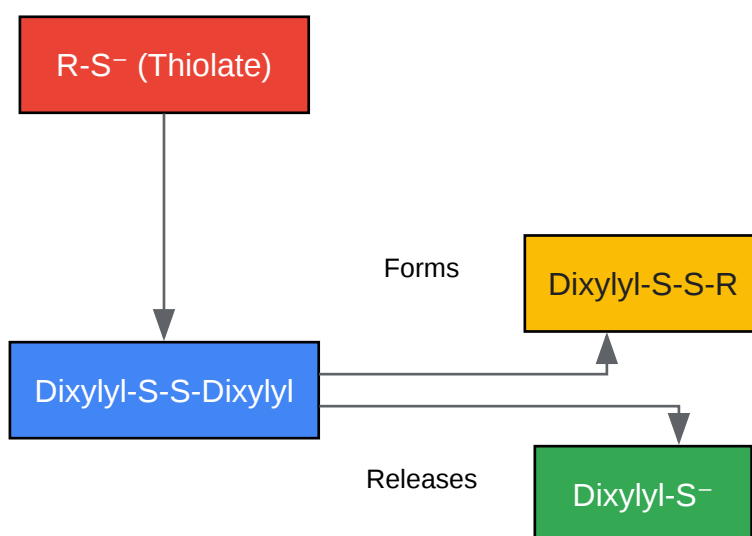 R-S⁻ (Thiolate)
Forms
Dixylyl-S-S-R
Dixylyl-S-S-Dixylyl
Releases
Dixylyl-S⁻